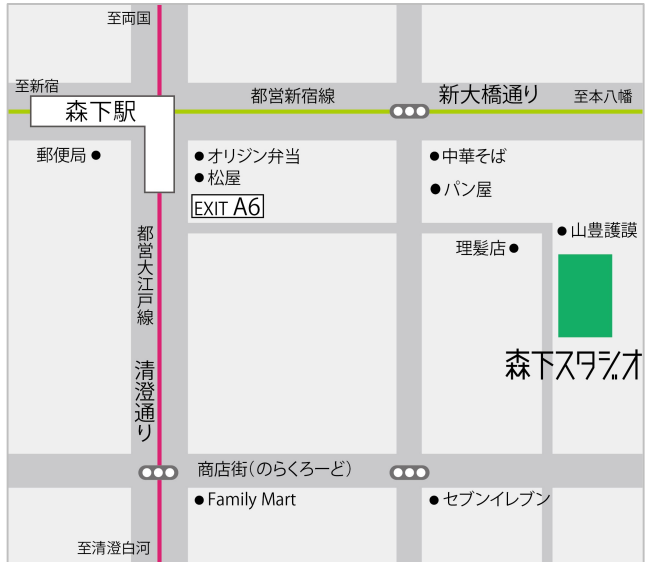 至両国
至新宿
都営新宿線
新大橋通り
至本八幡
森下駅
郵便局
オリジン弁当
松屋
EXIT A6
中華そば
パン屋
山豊護謨
理髪店
都営大江戸線
森下スタジオ
清澄通り
商店街(のらくろーど)
Family Mart
セブンイレブン
至清澄白河